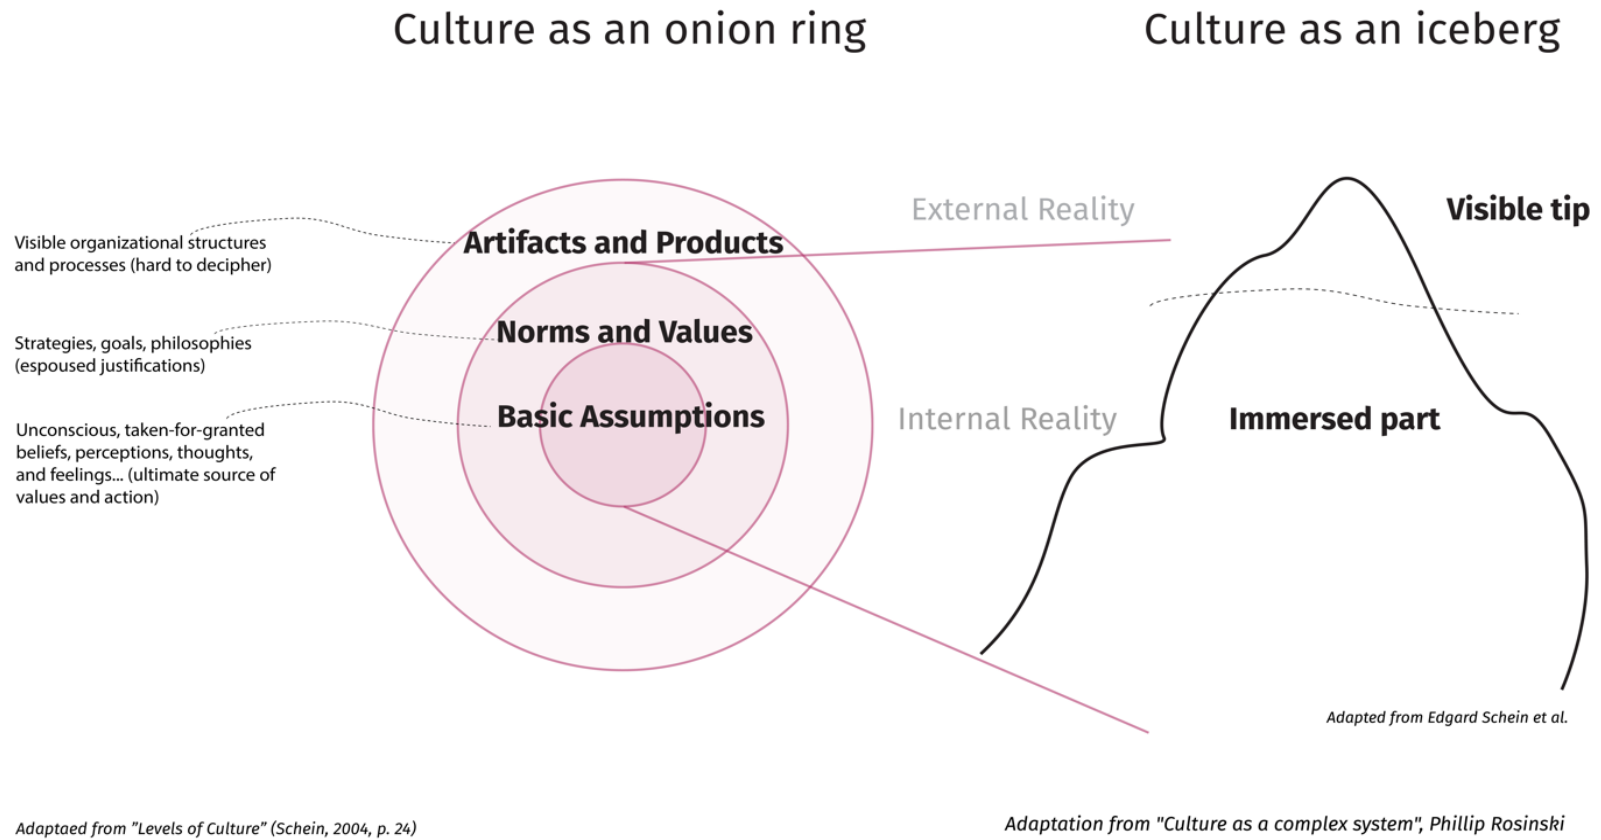 Culture as an onion ring
Culture as an iceberg
Visible organizational structures
and processes (hard to decipher)
Strategies, goals, philosophies
(espoused justifications)
Unconscious, taken-for-granted
beliefs, perceptions, thoughts,
and feelings... (ultimate source of
values and action)
Artifacts and Products
Norms and Values
Basic Assumptions
External Reality
Internal Reality
Visible tip
Immersed part
Adapted from Edgard Schein et al.
Adaptaed from ”Levels of Culture” (Schein, 2004, p. 24)
Adaptation from "Culture as a complex system", Phillip Rosinski